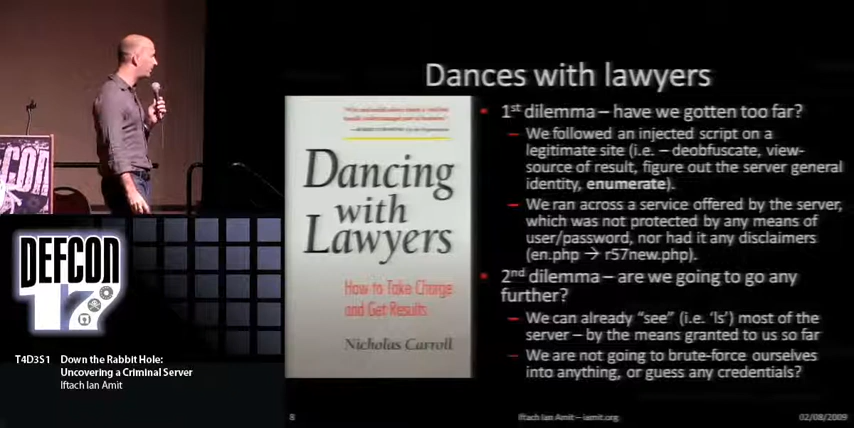 Dances with lawyers
Dancing
with
Lawyers
How to Take Charge
and Get Results
Nicholas Carroll
1st dilemma – have we gotten too far?
– We followed an injected script on a
legitimate site (i.e. – deobfuscate, view-
source of result, figure out the server general
identity, enumerate).
– We ran across a service offered by the server,
which was not protected by any means of
user/password, nor had it any disclaimers
(en.php → r57new.php).
2nd dilemma – are we going to go any
further?
– We can already "see" (i.e. 'ls') most of the
server – by the means granted to us so far
– We are not going to brute-force ourselves
into anything, or guess any credentials?
8
Iftach Ian Amit – iamit.org
02/08/2009
DEFCON
17
T4D3S1 Down the Rabbit Hole:
Uncovering a Criminal Server
Iftach Ian Amit